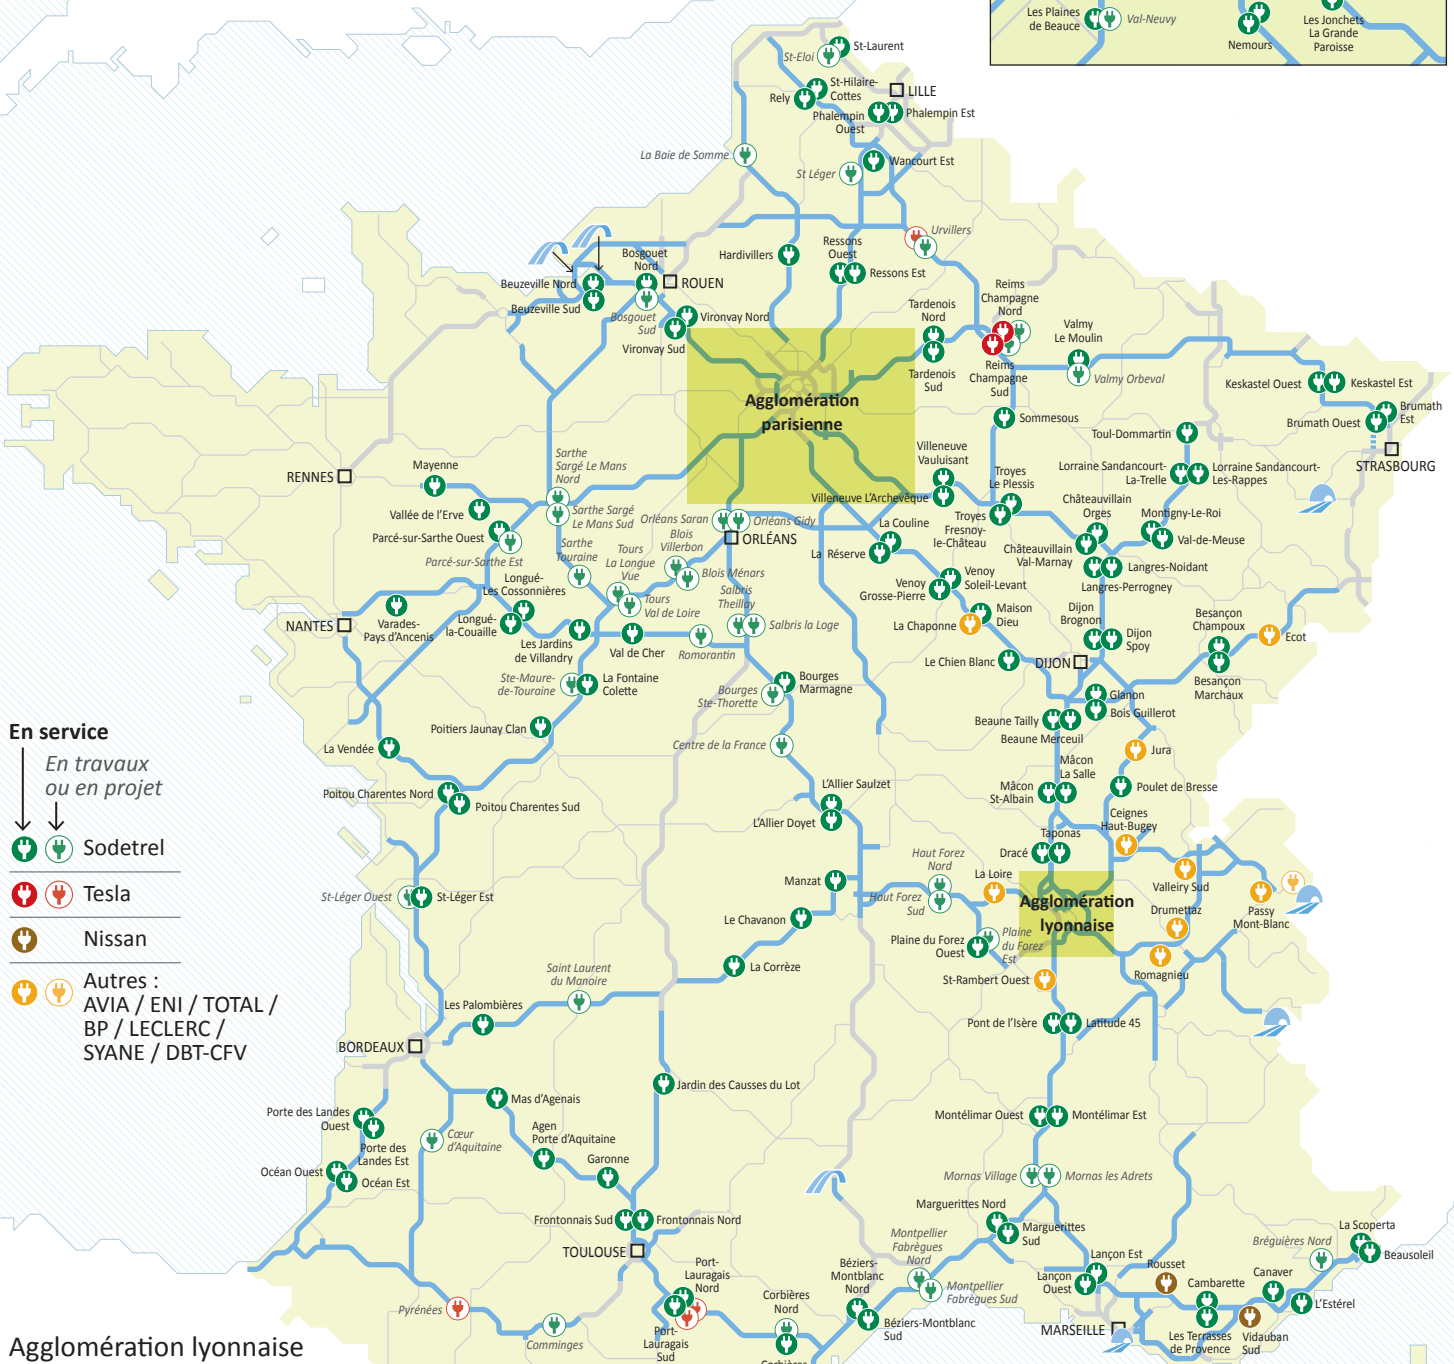 Les Plaines
de Beauce
Val-Neuvy
Nemours
Les Jonchets
La Grande
Paroisse
St-Eloi
St-Laurent
St-Hilaire-
Cottes
Rely
LILLE
Phalempin
Ouest
Phalempin Est
La Baie de Somme
St Léger
Wancourt Est
Urvillers
Hardivillers
Ressons
Ouest
Ressons Est
Bosgouet
Nord
ROUEN
Beuzeville Nord
Beuzeville Sud
Bosgouet
Sud
Vironvay Nord
Vironvay Sud
Tardenois
Nord
Tardenois
Sud
Reims
Champagne
Nord
Reims
Champagne
Sud
Valmy
Le Moulin
Valmy Orbeval
Keskastel Ouest
Keskastel Est
Brumath
Est
Brumath Ouest
STRASBOURG
Agglomération
parisienne
Sommesous
Toul-Dommartin
Villeneuve
Vauluisant
Villeneuve L'Archevêque
Troyes
Le Plessis
Troyes
Fresnoy-
le-Château
Lorraine Sandancourt-
La-Trelle
Lorraine Sandancourt-
Les-Rappes
Châteauvillain
Orges
Châteauvillain
Val-Marnay
Montigny-Le-Roi
Val-de-Meuse
Langres-Noidant
Langres-Perrogney
RENNES
Mayenne
Vallée de l'Erve
Parcé-sur-Sarthe Ouest
Parcé-sur-Sarthe Est
Sarthe
Sargé Le Mans
Nord
Sarthe Sargé
Le Mans Sud
Sarthe
Touraine
Tours
La Longue
Vue
Tours
Val de Loire
Orléans Saran
Orléans Gidy
ORLÉANS
Blois
Villerbon
Blois Ménars
Salbris
Theillay
Salbris la Loge
La Couline
La Réserve
Venoy
Soleil-Levant
Venoy
Grosse-Pierre
Maison
Dieu
La Chaponne
Le Chien Blanc
Dijon
Brognon
Dijon
Spoy
DIJON
Besançon
Champoux
Besançon
Marchaux
Ecot
NANTES
Varades-
Pays d'Ancenis
Longué-
Les Cossonnières
Longué-
la-Couaille
Les Jardins
de Villandry
Val de Cher
Romorantin
Ste-Maure-
de-Touraine
La Fontaine
Colette
Bourges
Marmagne
Bourges
Ste-Thorette
Centre de la France
Glanon
Bois Guillerot
Beaune Tailly
Beaune Merceuil
Jura
Poulet de Bresse
En service
En travaux
ou en projet
Sodetrel
Tesla
Nissan
Autres :
AVIA / ENI / TOTAL /
BP / LECLERC /
SYANE / DBT-CFV
Poitiers Jaunay Clan
La Vendée
Poitou Charentes Nord
Poitou Charentes Sud
L'Allier Saulzet
L'Allier Doyet
Mâcon
La Salle
Mâcon
St-Albain
Ceignes
Haut-Bugey
Taponas
Dracé
Agglomération
lyonnaise
Valleiry Sud
Passy
Mont-Blanc
Drumettaz
Romagnieu
St-Léger Ouest
St-Léger Est
Manzat
Haut Forez
Nord
Haut Forez
Sud
La Loire
Plaine du Forez
Ouest
Plaine
du Forez
Est
St-Rambert Ouest
Le Chavanon
La Corrèze
Saint Laurent
du Manoire
Les Palombières
BORDEAUX
Pont de l'Isère
Latitude 45
Jardin des Causses du Lot
Mas d'Agenais
Agen
Porte d'Aquitaine
Garonne
Porte des Landes
Ouest
Porte des
Landes Est
Océan Ouest
Océan Est
Cœur
d'Aquitaine
Montélimar Ouest
Montélimar Est
Mornas Village
Mornas les Adrets
Frontonnais Sud
Frontonnais Nord
TOULOUSE
Marguerittes Nord
Marguerittes
Sud
Montpellier
Fabrègues
Nord
Montpellier
Fabrègues Sud
Béziers-
Montblanc
Nord
Béziers-Montblanc
Sud
Lançon Est
Lançon
Ouest
Rousset
Cambarette
Canaver
Bréguières Nord
La Scoperta
Beausoleil
L'Estérel
Vidauban
Sud
Les Terrasses
de Provence
MARSEILLE
Pyrénées
Comminges
Port-
Lauragais
Nord
Port-
Lauragais
Sud
Corbières
Nord
Corbières
Agglomération lyonnaise